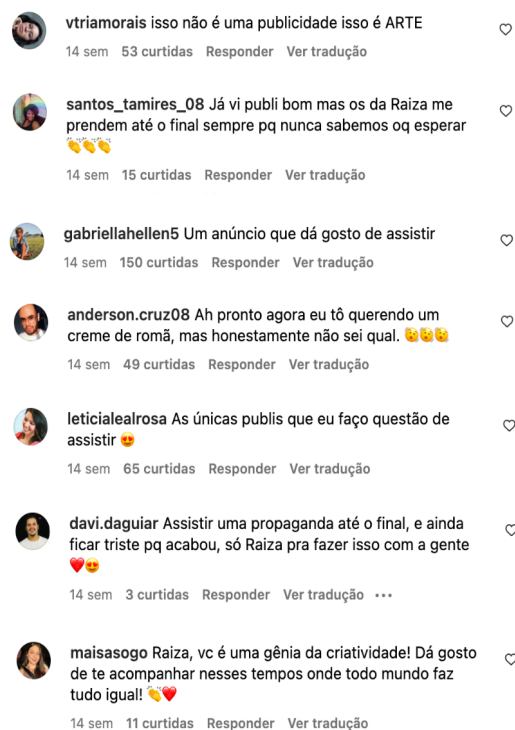 vtriamorais isso não é uma publicidade isso é ARTE
14 sem 53 curtidas Responder Ver tradução
santos_tamires_08 Já vi publi bom mas os da Raiza me
prendem até o final sempre pq nunca sabemos oq esperar
👏👏👏
14 sem 15 curtidas Responder Ver tradução
gabriellahellen5 Um anúncio que dá gosto de assistir
14 sem 150 curtidas Responder Ver tradução
anderson.cruz08 Ah pronto agora eu tô querendo um
creme de romã, mas honestamente não sei qual. 🫨🫨🫨
14 sem 49 curtidas Responder Ver tradução
leticialealrosa As únicas publis que eu faço questão de
assistir 😍
14 sem 65 curtidas Responder Ver tradução
davi.daguiar Assistir uma propaganda até o final, e ainda
ficar triste pq acabou, só Raiza pra fazer isso com a gente
❤️😍
14 sem 3 curtidas Responder Ver tradução •••
maisasogo Raiza, vc é uma gênia da criatividade! Dá gosto
de te acompanhar nesses tempos onde todo mundo faz
tudo igual! 👏❤️
14 sem 11 curtidas Responder Ver tradução